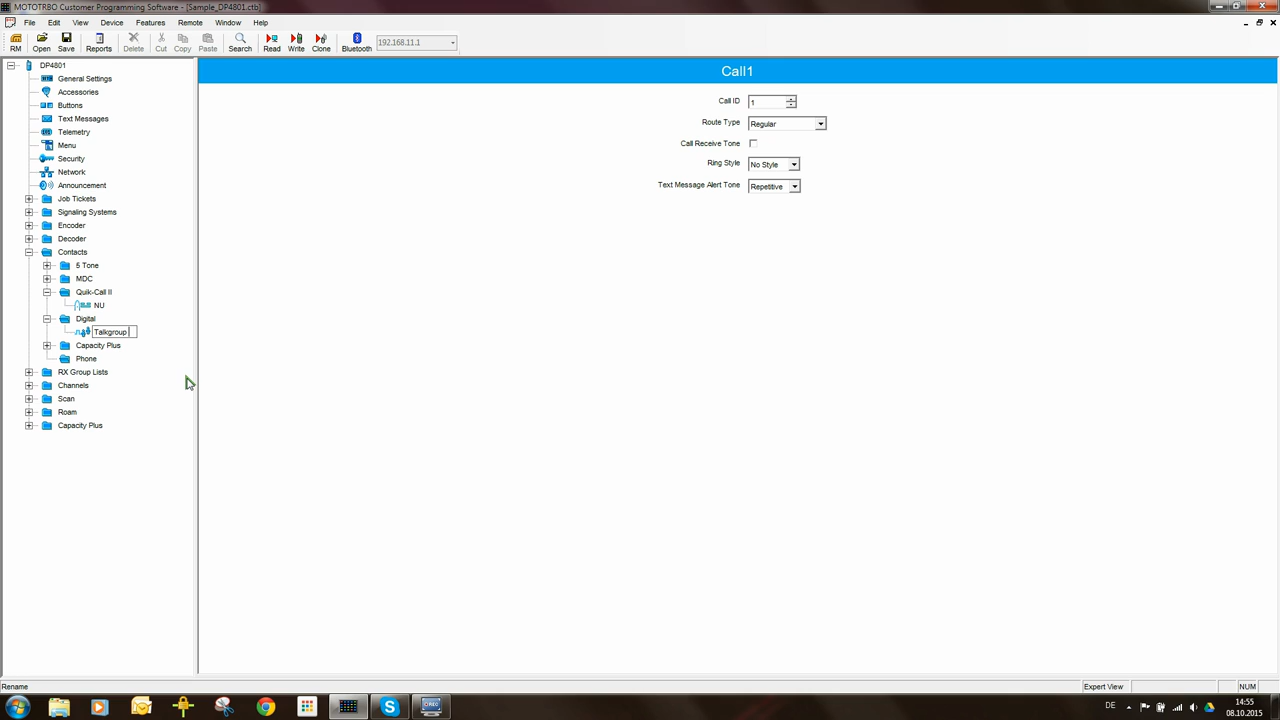 MOTOTRBO Customer Programming Software - [Sample_DP4801.ctb]
File Edit View Device Features Remote Window Help
RM Open Save Reports Delete Cut Copy Paste Search Read Write Clone Bluetooth 192.168.11.1
DP4801
General Settings
Accessories
Buttons
Text Messages
Telemetry
Menu
Security
Network
Announcement
Job Tickets
Signaling Systems
Encoder
Decoder
Contacts
5 Tone
MDC
Quik-Call II
NU
Digital
Talkgroup
Capacity Plus
Phone
RX Group Lists
Channels
Scan
Roam
Capacity Plus
Call1
Call ID 1
Route Type Regular
Call Receive Tone
Ring Style No Style
Text Message Alert Tone Repetitive
Rename Expert View NUM
DE 14:55
08.10.2015